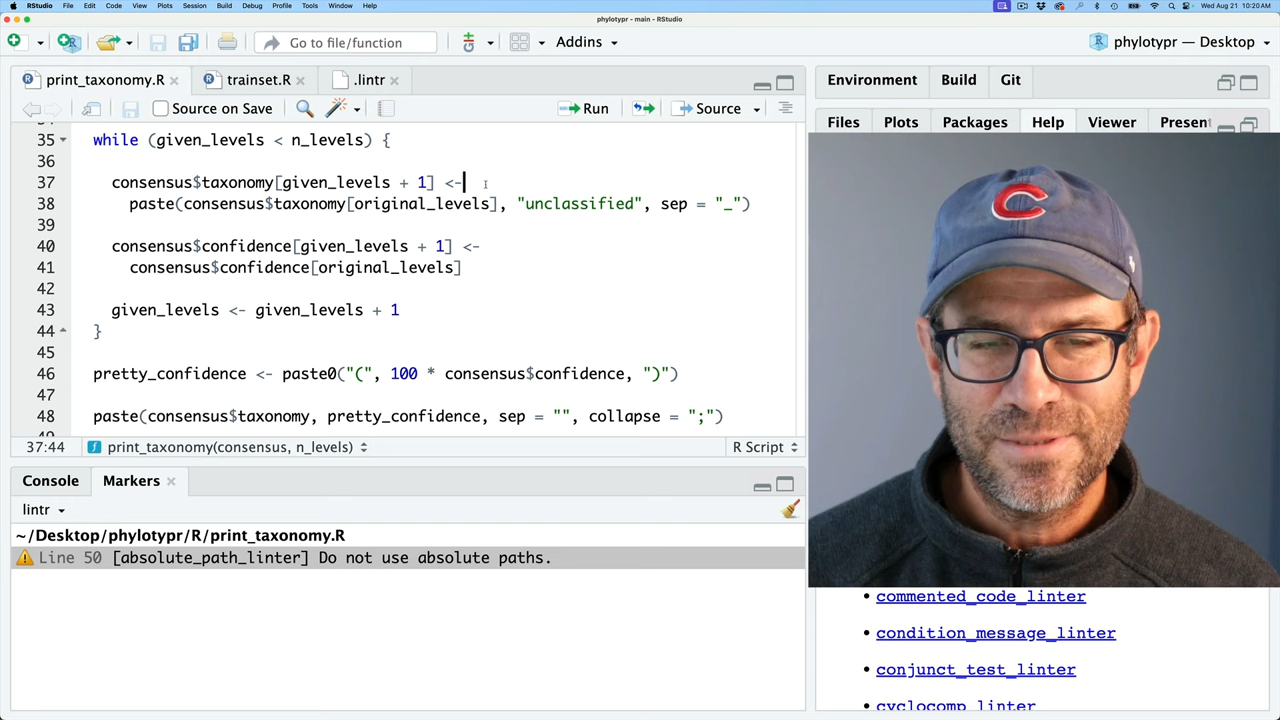 RStudio File Edit Code View Plots Session Build Debug Profile Tools Window Help Wed Aug 21 10:20 AM
phylotypr - main - RStudio
Go to file/function Addins phylotypr — Desktop
print_taxonomy.R trainset.R .lintr
Source on Save Run Source
35 while (given_levels < n_levels) {
36
37 consensus$taxonomy[given_levels + 1] <-
38 paste(consensus$taxonomy[original_levels], "unclassified", sep = "_")
39
40 consensus$confidence[given_levels + 1] <-
41 consensus$confidence[original_levels]
42
43 given_levels <- given_levels + 1
44 }
45
46 pretty_confidence <- paste0("(", 100 * consensus$confidence, ")")
47
48 paste(consensus$taxonomy, pretty_confidence, sep = "", collapse = ";")
37:44 print_taxonomy(consensus, n_levels) R Script
Console Markers
lintr
~/Desktop/phylotypr/R/print_taxonomy.R
Line 50 [absolute_path_linter] Do not use absolute paths.
Environment Build Git
Files Plots Packages Help Viewer Present
C
• commented_code_linter
• condition_message_linter
• conjunct_test_linter
cyclocomp_linter